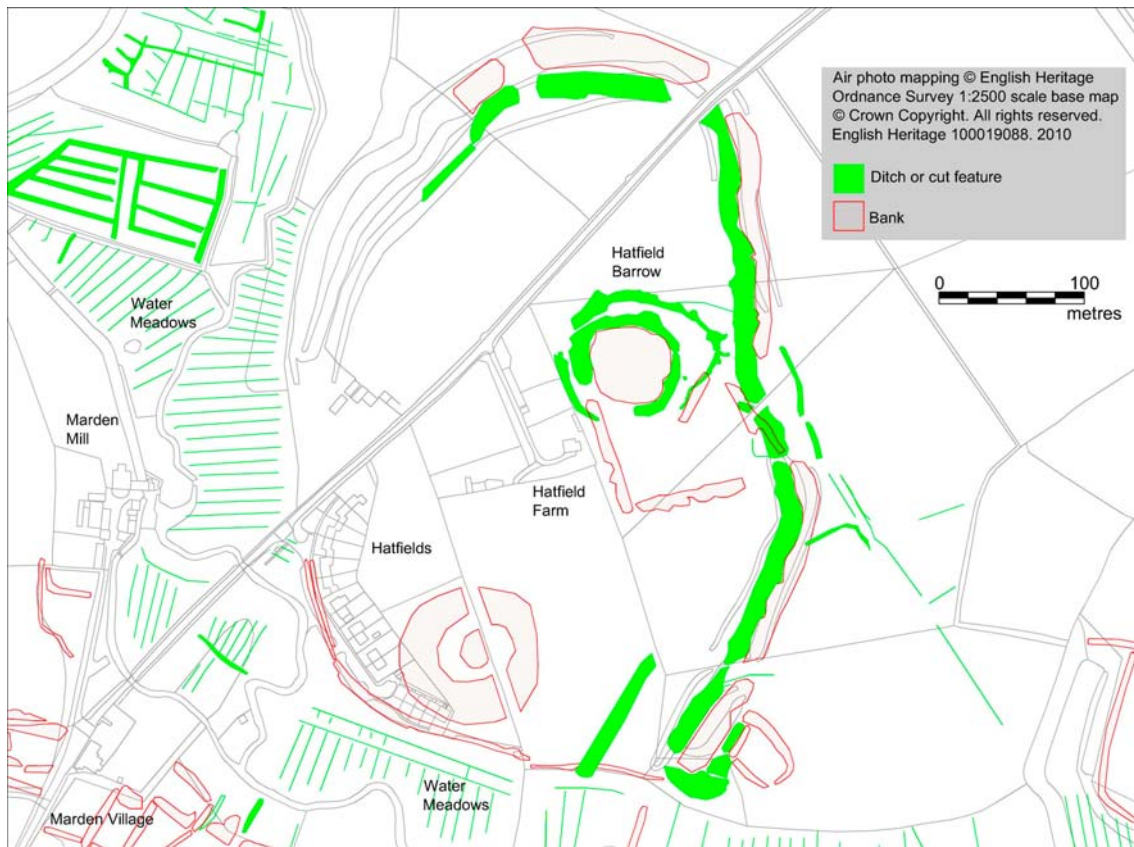 Air photo mapping © English Heritage
Ordnance Survey 1:2500 scale base map
© Crown Copyright. All rights reserved.
English Heritage 100019088. 2010
Ditch or cut feature
Bank
0 100
metres
Hatfield
Barrow
Water
Meadows
Marden
Mill
Hatfield
Farm
Hatfields
Water
Meadows
Marden Village